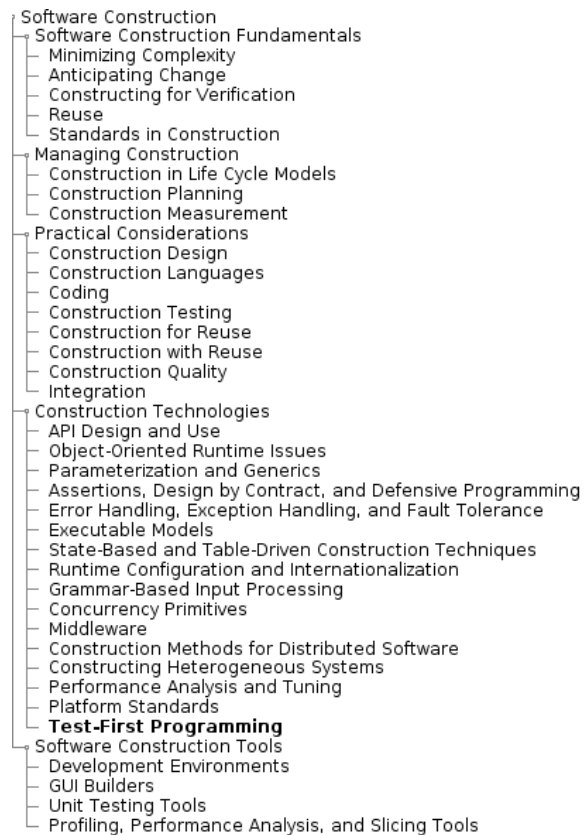 Software Construction
Software Construction Fundamentals
Minimizing Complexity
Anticipating Change
Constructing for Verification
Reuse
Standards in Construction
Managing Construction
Construction in Life Cycle Models
Construction Planning
Construction Measurement
Practical Considerations
Construction Design
Construction Languages
Coding
Construction Testing
Construction for Reuse
Construction with Reuse
Construction Quality
Integration
Construction Technologies
API Design and Use
Object-Oriented Runtime Issues
Parameterization and Generics
Assertions, Design by Contract, and Defensive Programming
Error Handling, Exception Handling, and Fault Tolerance
Executable Models
State-Based and Table-Driven Construction Techniques
Runtime Configuration and Internationalization
Grammar-Based Input Processing
Concurrency Primitives
Middleware
Construction Methods for Distributed Software
Constructing Heterogeneous Systems
Performance Analysis and Tuning
Platform Standards
Test-First Programming
Software Construction Tools
Development Environments
GUI Builders
Unit Testing Tools
Profiling, Performance Analysis, and Slicing Tools